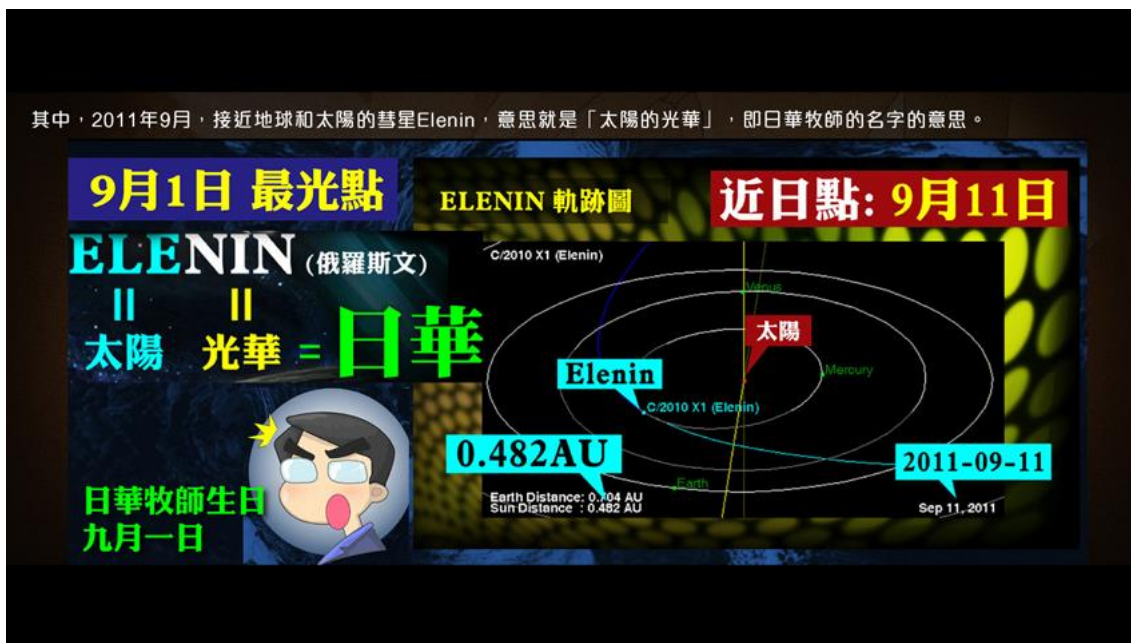 其中，2011年9月，接近地球和太陽的彗星Elenin，意思就是「太陽的光華」，即日華牧師的名字的意思。
9月1日 最光點
ELENIN 軌跡圖
近日點: 9月11日
ELENIN (俄羅斯文)
C/2010 X1 (Elenin)
Venus
= =
太陽 光華 = 日華
太陽
Mercury
Elenin
C/2010 X1 (Elenin)
0.482AU
2011-09-11
Earth
日華牧師生日
九月一日
Earth Distance: 0.704 AU
Sun Distance : 0.482 AU
Sep 11, 2011